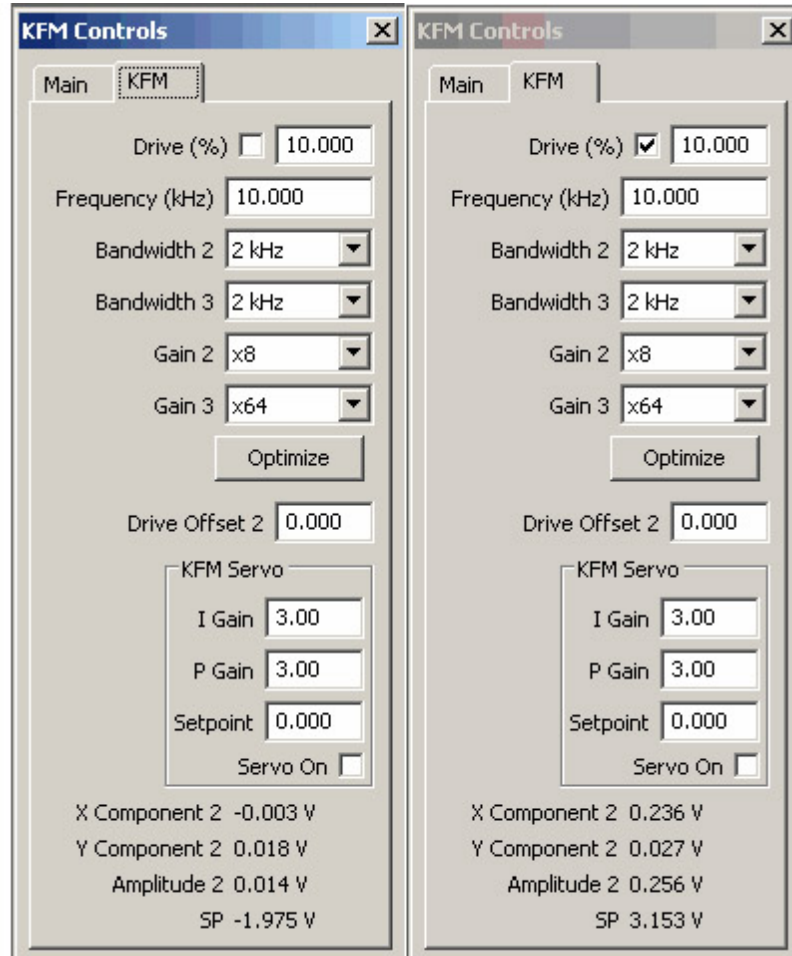 KFM Controls
Main KFM
Drive (%) 10.000
Frequency (kHz) 10.000
Bandwidth 2 2 kHz
Bandwidth 3 2 kHz
Gain 2 x8
Gain 3 x64
Optimize
Drive Offset 2 0.000
KFM Servo
I Gain 3.00
P Gain 3.00
Setpoint 0.000
Servo On
X Component 2 -0.003 V
Y Component 2 0.018 V
Amplitude 2 0.014 V
SP -1.975 V
KFM Controls
Main KFM
Drive (%) 10.000
Frequency (kHz) 10.000
Bandwidth 2 2 kHz
Bandwidth 3 2 kHz
Gain 2 x8
Gain 3 x64
Optimize
Drive Offset 2 0.000
KFM Servo
I Gain 3.00
P Gain 3.00
Setpoint 0.000
Servo On
X Component 2 0.236 V
Y Component 2 0.027 V
Amplitude 2 0.256 V
SP 3.153 V